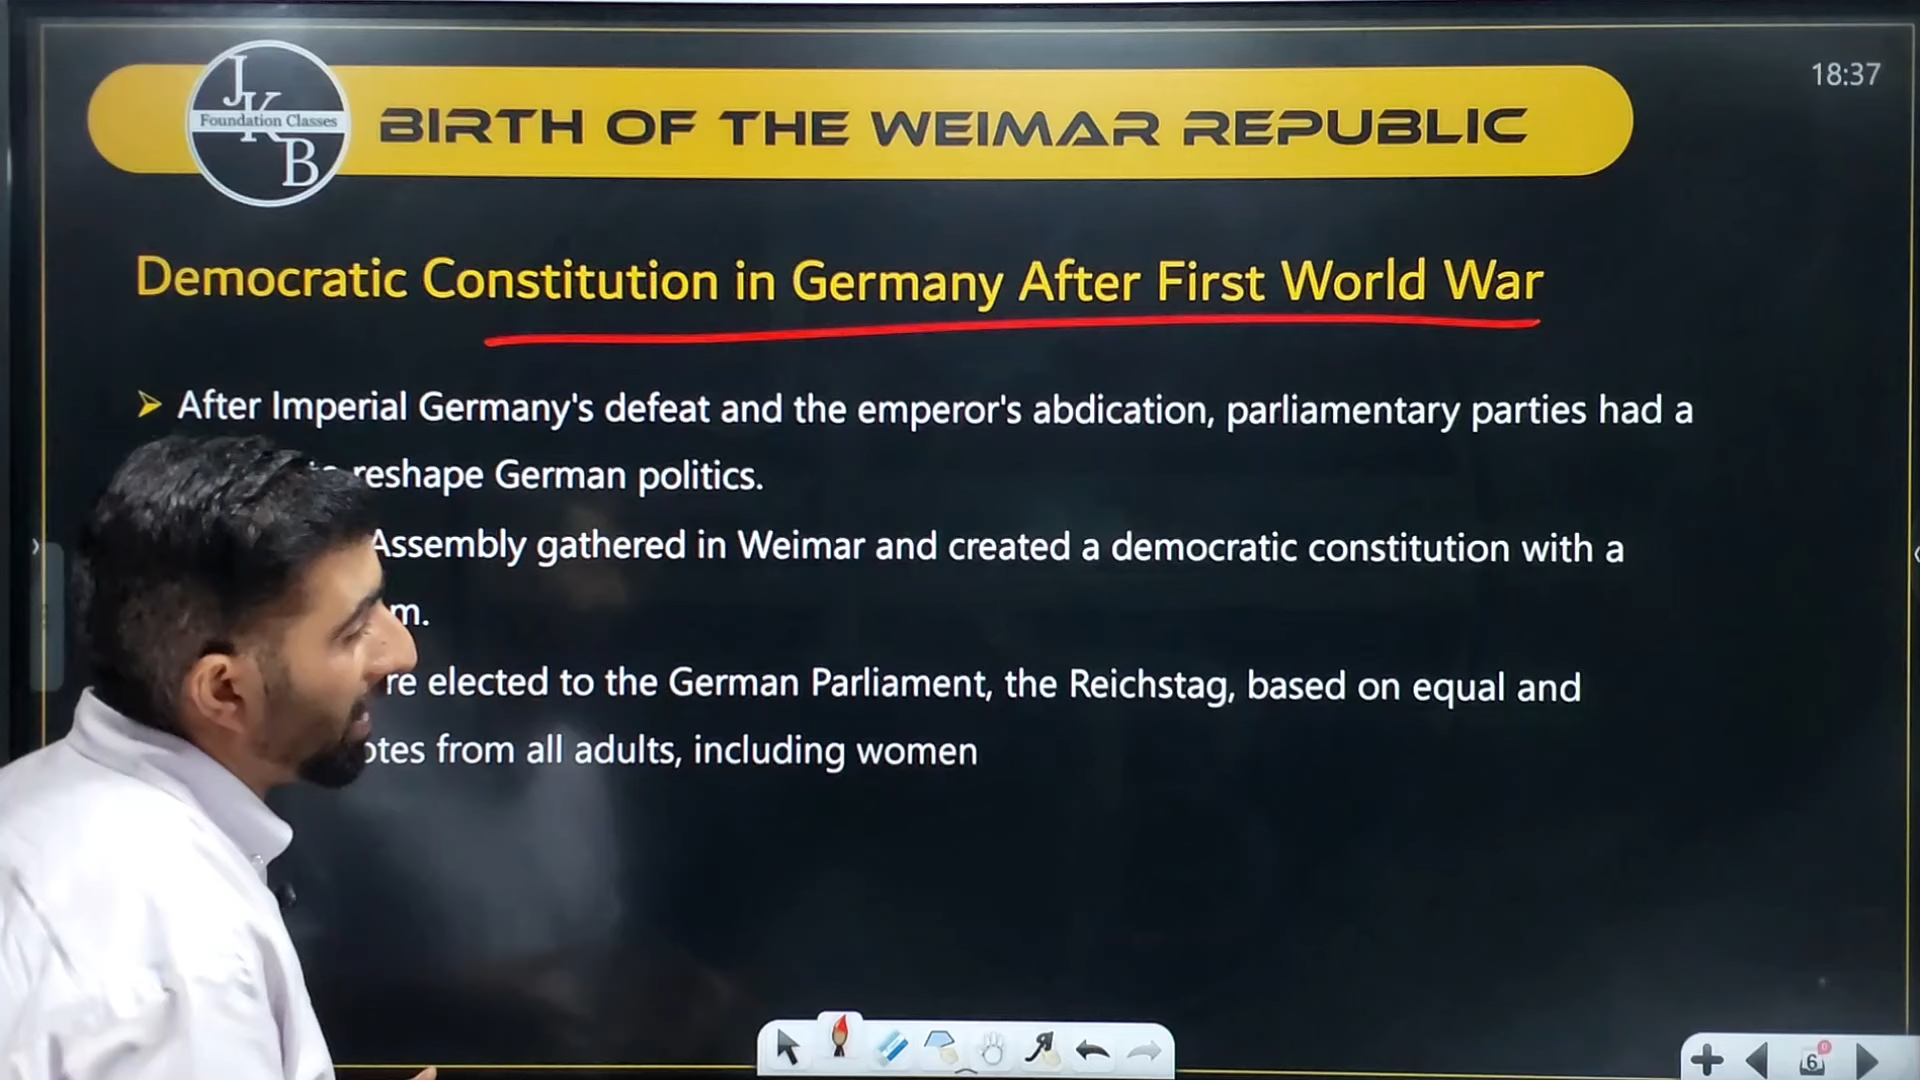 18:37
J
K
B
Foundation Classes
BIRTH OF THE WEIMAR REPUBLIC
Democratic Constitution in Germany After First World War
After Imperial Germany's defeat and the emperor's abdication, parliamentary parties had a
reshape German politics.
Assembly gathered in Weimar and created a democratic constitution with a
elected to the German Parliament, the Reichstag, based on equal and
from all adults, including women
6